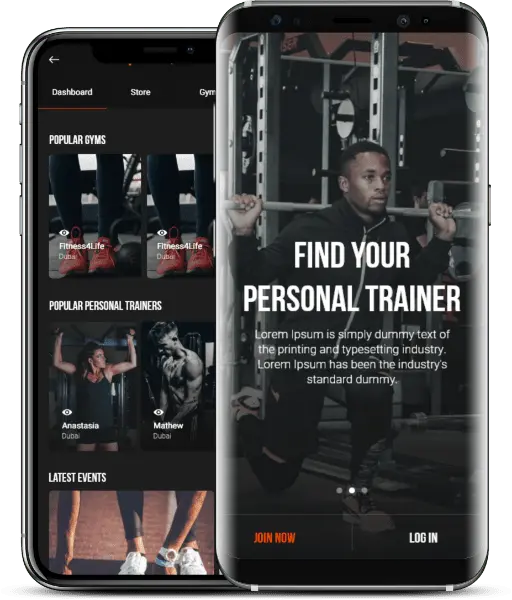 Dashboard Store Gym
POPULAR GYMS
Fitness4Life Fitness4Life
Dubai Dubai
POPULAR PERSONAL TRAINERS
Anastasia Mathew
Dubai Dubai
LATEST EVENTS
FIND YOUR
PERSONAL TRAINER
Lorem Ipsum is simply dummy text of
the printing and typesetting industry.
Lorem Ipsum has been the industry's
standard dummy.
JOIN NOW LOG IN